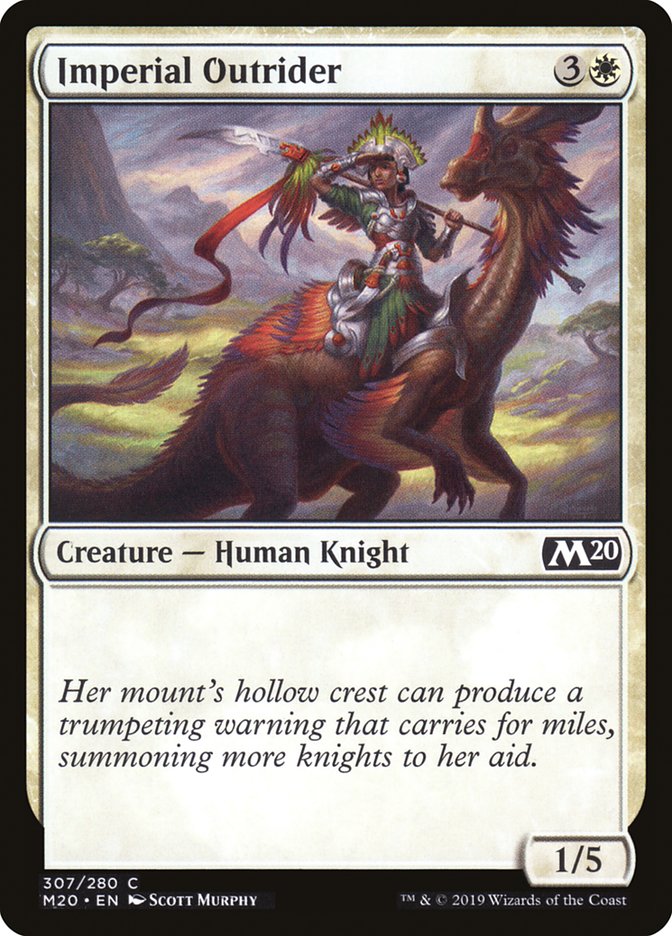 Imperial Outrider 3
Creature — Human Knight M20
Her mount's hollow crest can produce a
trumpeting warning that carries for miles,
summoning more knights to her aid.
1/5
307/280 C
M20 • EN Scott Murphy
™ & © 2019 Wizards of the Coast